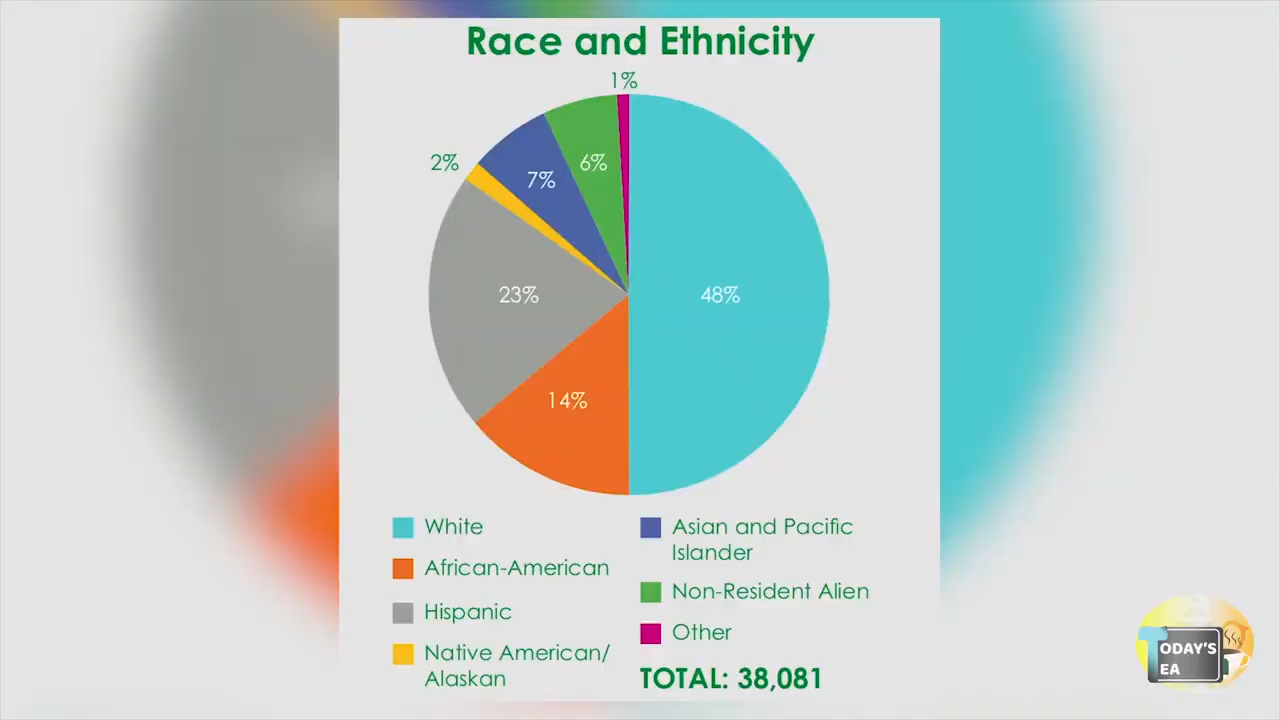 Race and Ethnicity
1%
2%
7%
6%
23%
48%
14%
White
African-American
Hispanic
Native American/
Alaskan
Asian and Pacific
Islander
Non-Resident Alien
Other
TOTAL: 38,081
TODAY'S
EA